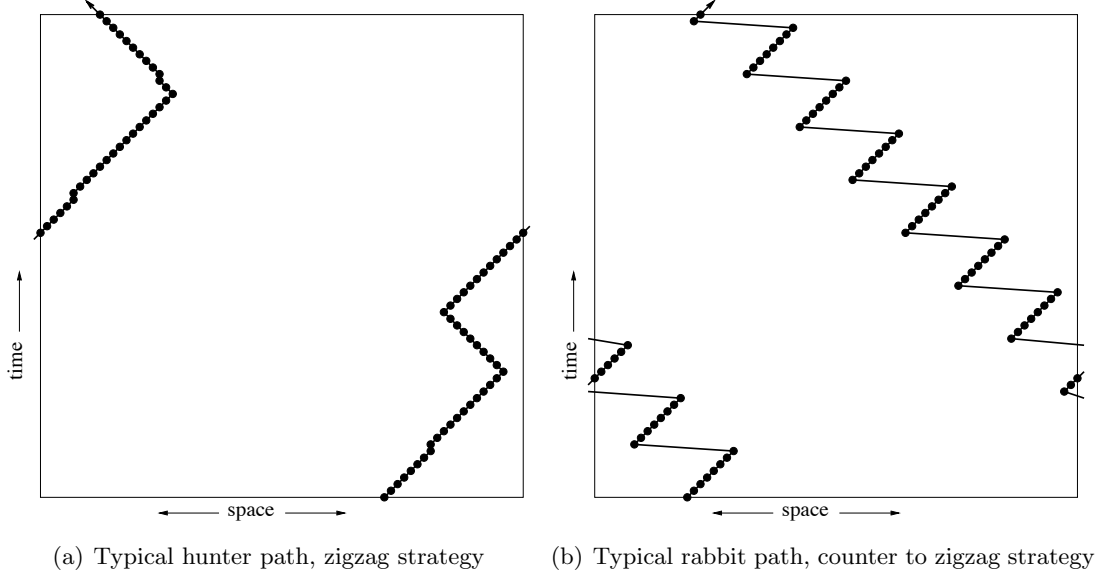 time
space
(a) Typical hunter path, zigzag strategy
time
space
(b) Typical rabbit path, counter to zigzag strategy